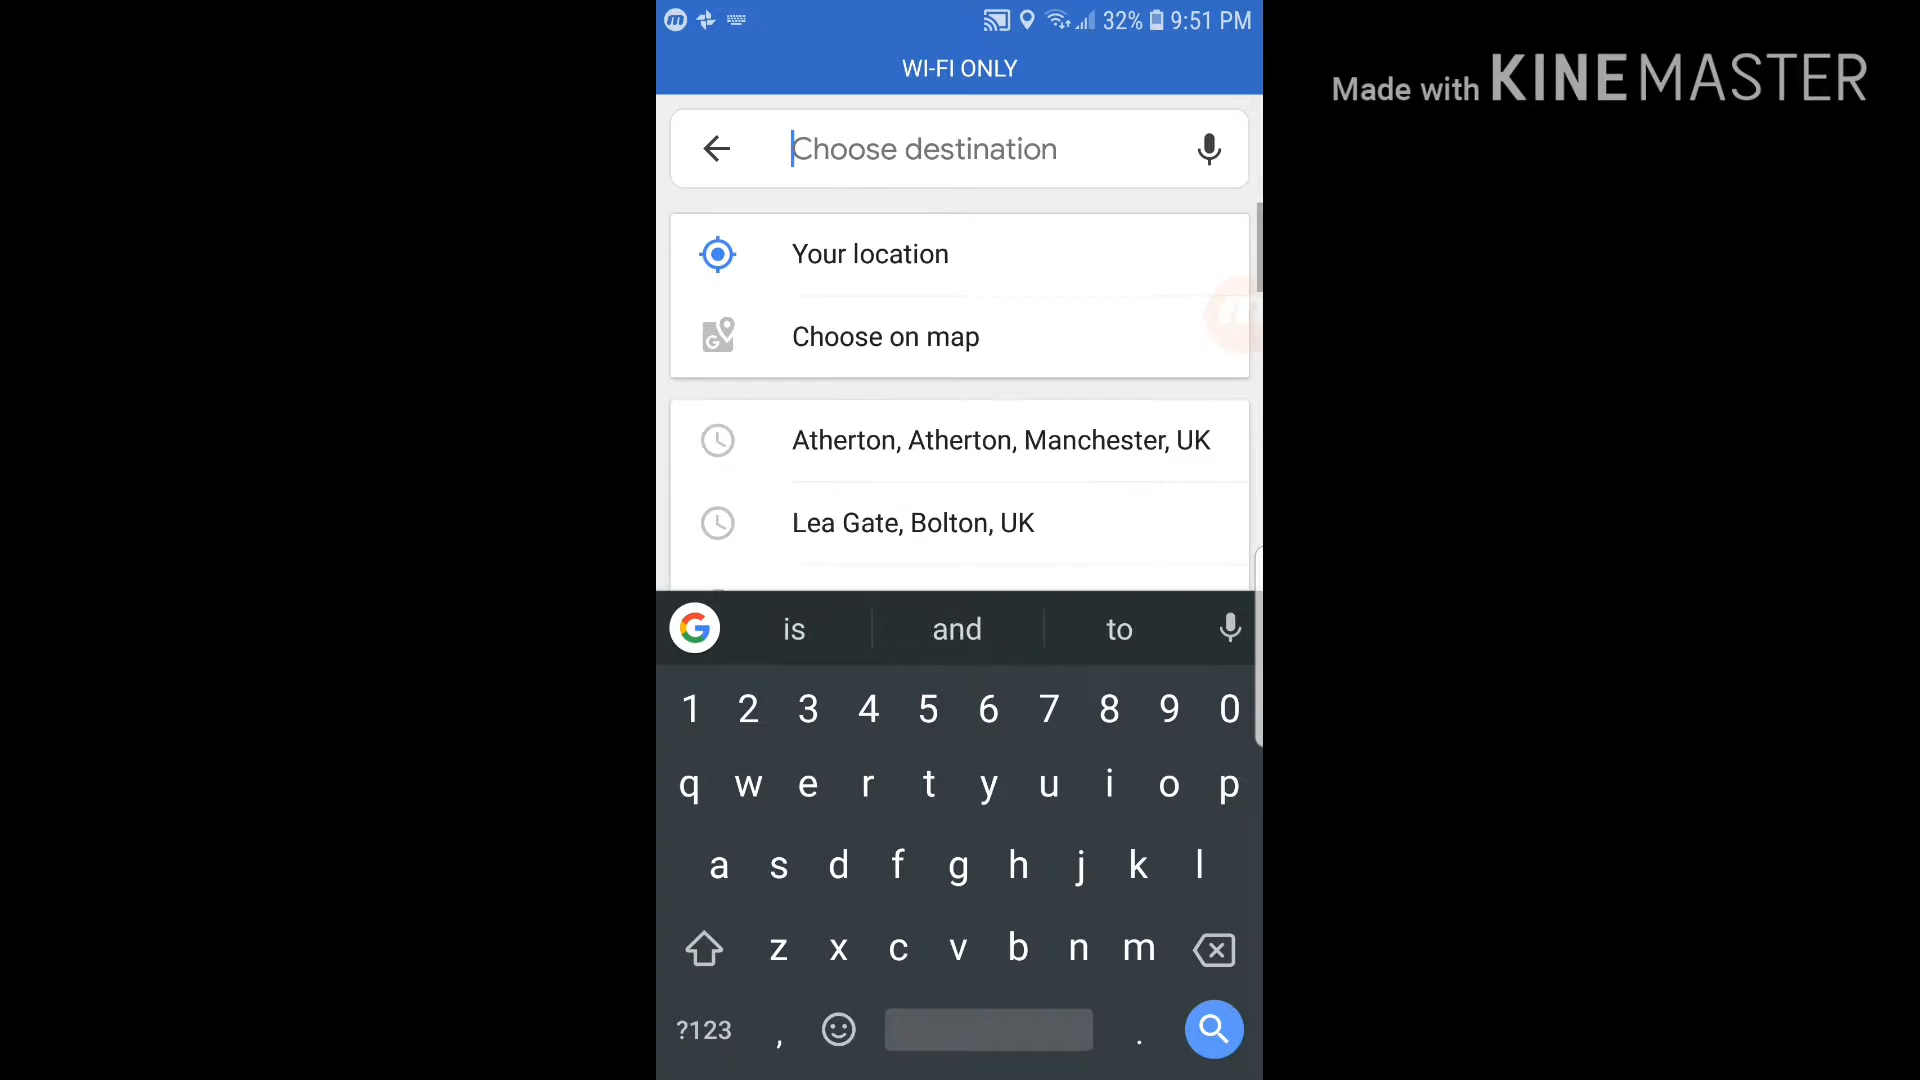 32% 9:51 PM
WI-FI ONLY
Made with KINEMASTER
Choose destination
Your location
Choose on map
Atherton, Atherton, Manchester, UK
Lea Gate, Bolton, UK
G is and to
1 2 3 4 5 6 7 8 9 0
q w e r t y u i o p
a s d f g h j k l
z x c v b n m
?123 , .